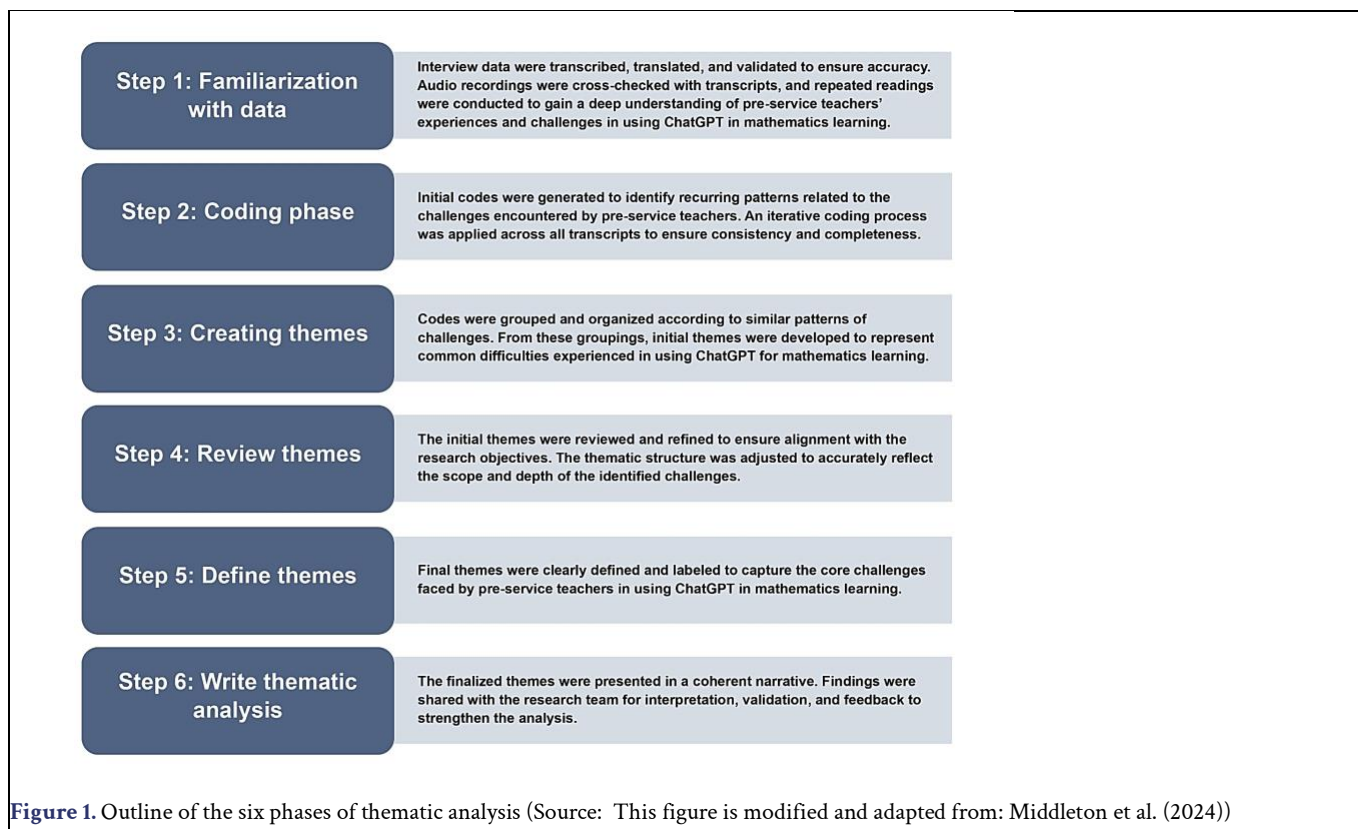 Step 1: Familiarization
with data
Interview data were transcribed, translated, and validated to ensure accuracy.
Audio recordings were cross-checked with transcripts, and repeated readings
were conducted to gain a deep understanding of pre-service teachers'
experiences and challenges in using ChatGPT in mathematics learning.
Step 2: Coding phase
Initial codes were generated to identify recurring patterns related to the
challenges encountered by pre-service teachers. An iterative coding process
was applied across all transcripts to ensure consistency and completeness.
Step 3: Creating themes
Codes were grouped and organized according to similar patterns of
challenges. From these groupings, initial themes were developed to represent
common difficulties experienced in using ChatGPT for mathematics learning.
Step 4: Review themes
The initial themes were reviewed and refined to ensure alignment with the
research objectives. The thematic structure was adjusted to accurately reflect
the scope and depth of the identified challenges.
Step 5: Define themes
Final themes were clearly defined and labeled to capture the core challenges
faced by pre-service teachers in using ChatGPT in mathematics learning.
Step 6: Write thematic
analysis
The finalized themes were presented in a coherent narrative. Findings were
shared with the research team for interpretation, validation, and feedback to
strengthen the analysis.
Figure 1. Outline of the six phases of thematic analysis (Source: This figure is modified and adapted from: Middleton et al. (2024))